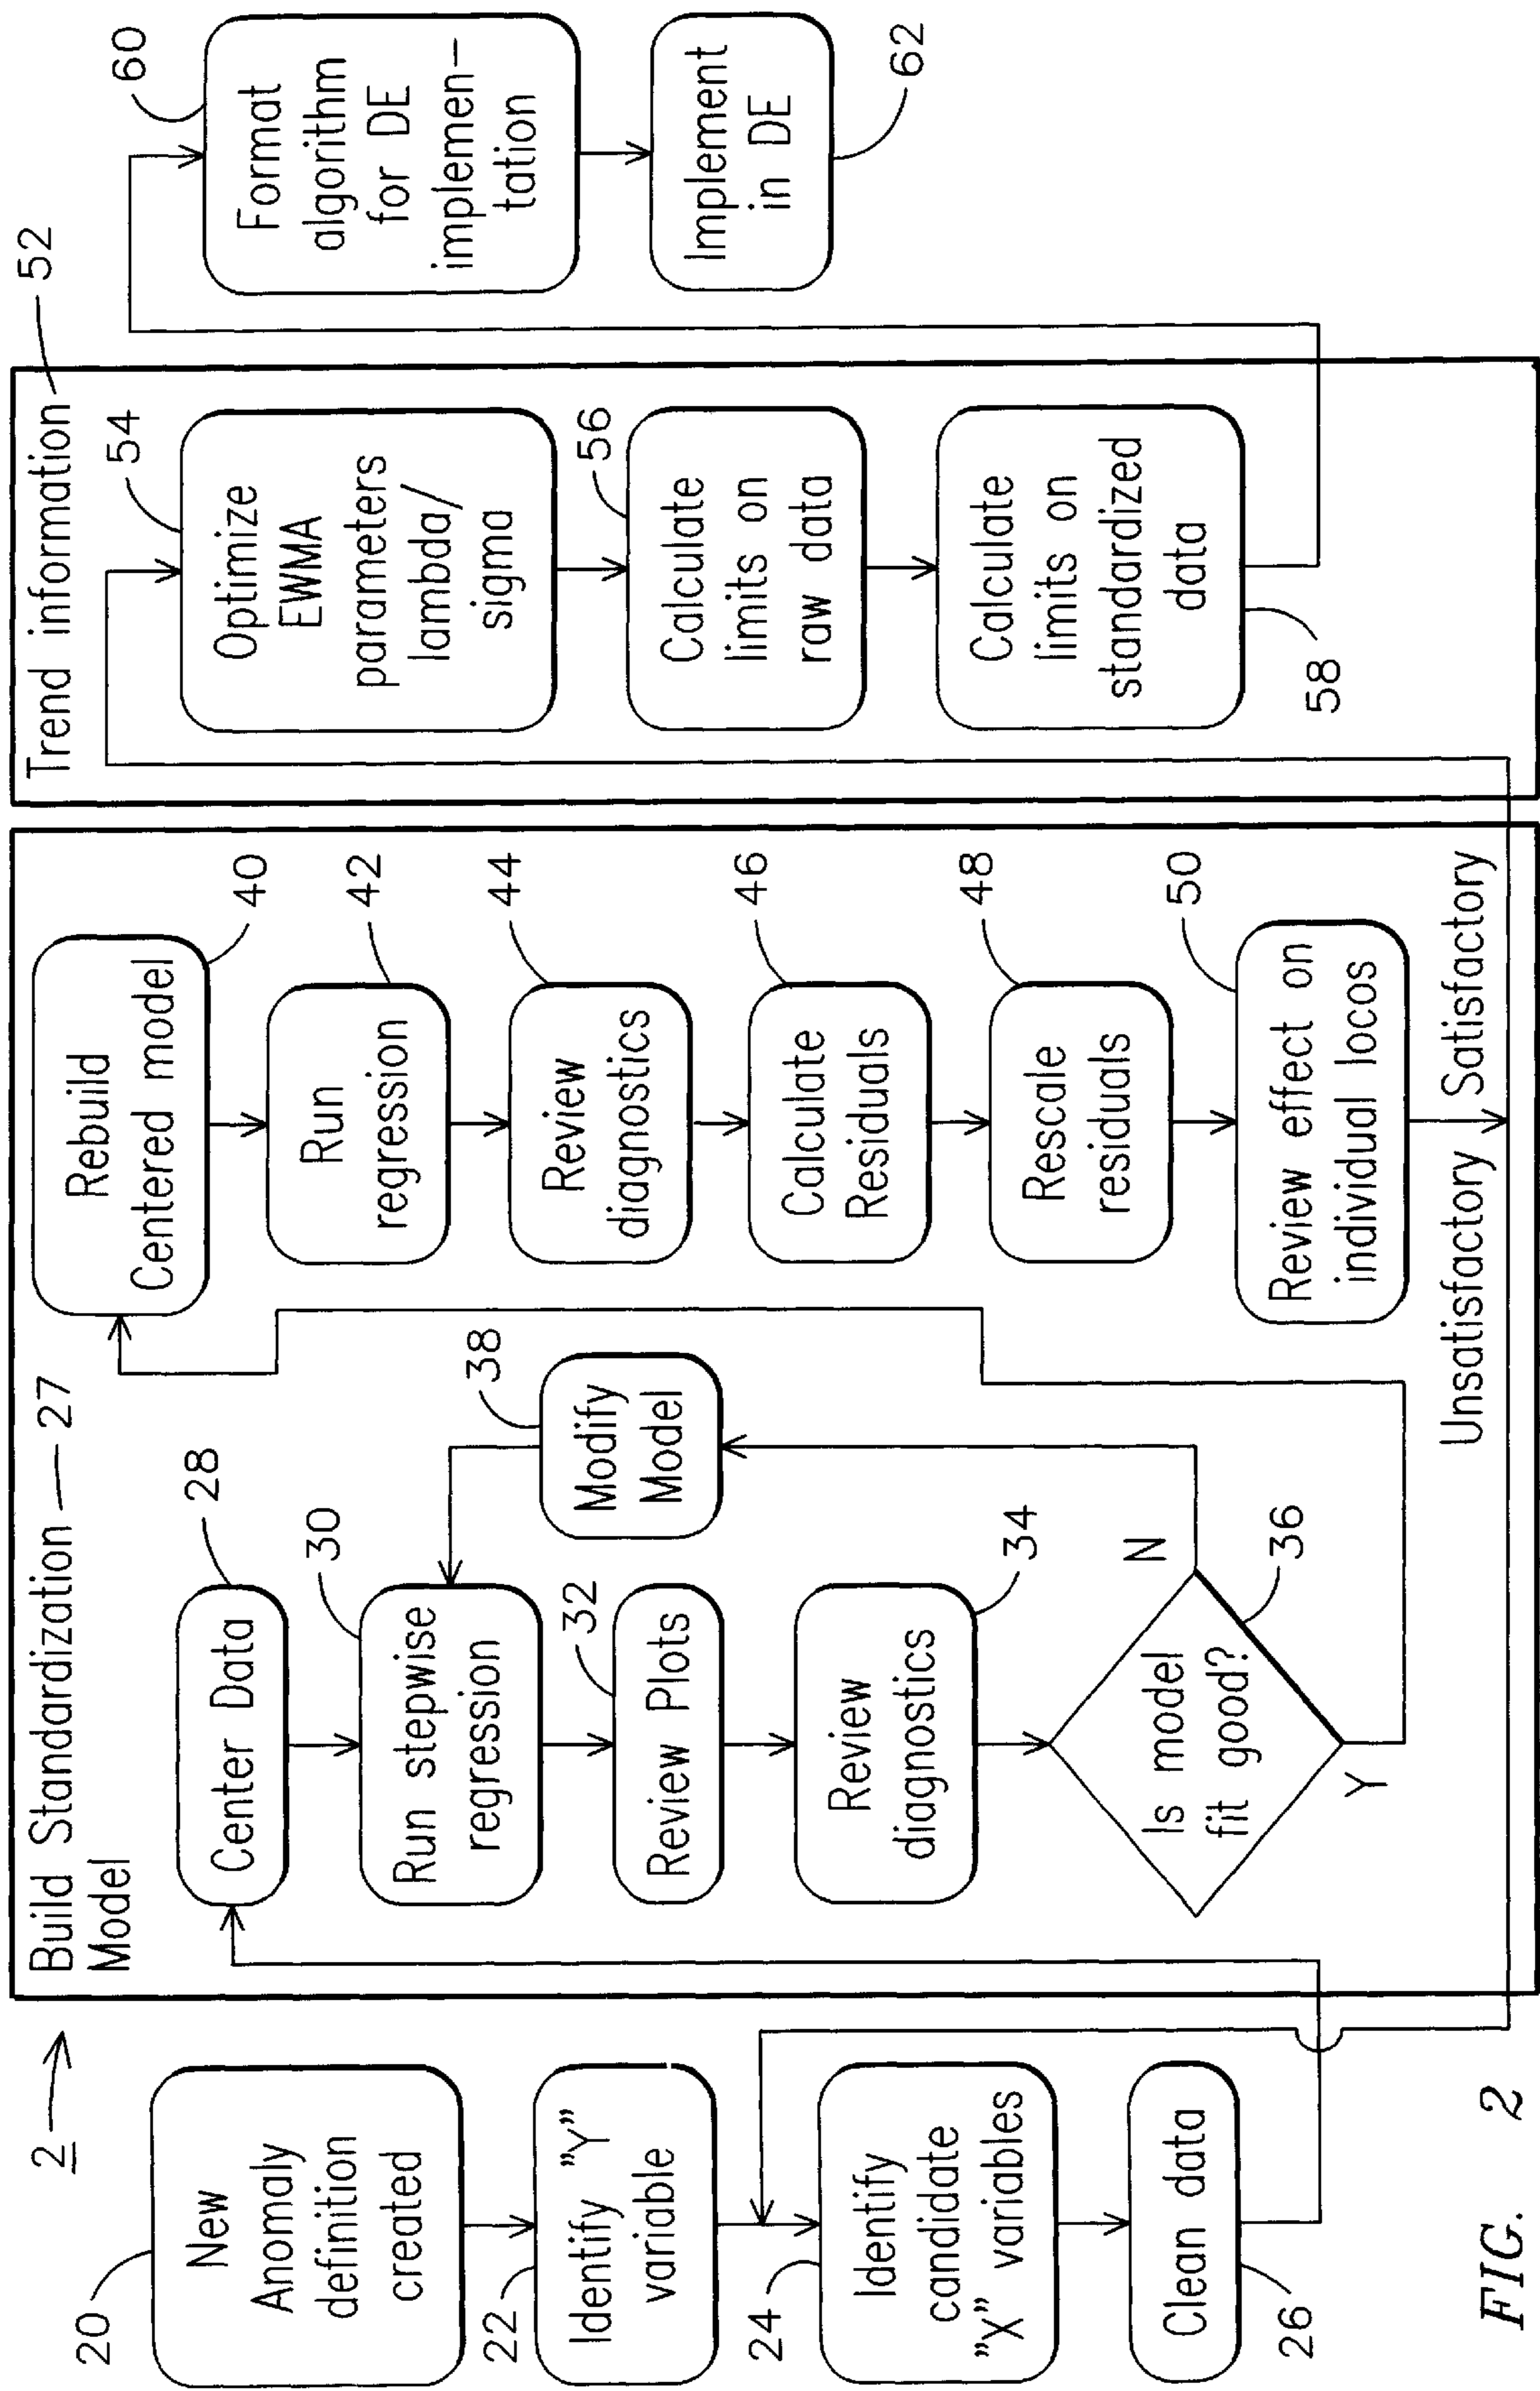 2
20
New
Anomaly
definition
created
22
Identify "Y"
variable
24
Identify
candidate
"X" variables
26
Clean data
Build Standardization
27
Model
28
Center Data
30
Run stepwise
regression
32
Review Plots
34
Review
diagnostics
36
Is model
fit good?
N
Y
38
Modify
Model
Rebuild
Centered model
40
Run
regression
42
Review
diagnostics
44
Calculate
Residuals
46
Rescale
residuals
48
Review effect on
individual locos
50
Unsatisfactory
Satisfactory
Trend information
52
54
Optimize
EWMA
parameters
lambda/
sigma
56
Calculate
limits on
raw data
Calculate
limits on
standardized
data
58
60
Format
algorithm
for DE
implemen-
tation
Implement
in DE
62
FIG. 2